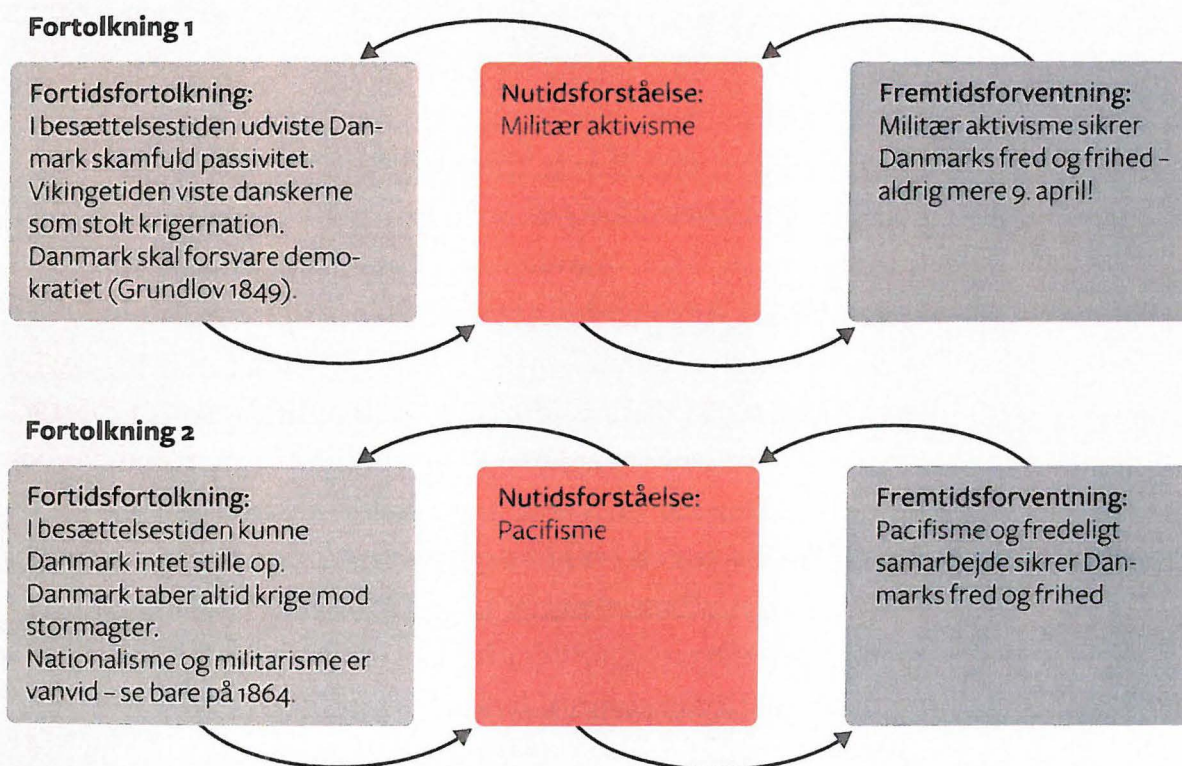 Fortolkning 1
Fortidsfortolkning:
I besættelsestiden udviste Dan-
mark skamfuld passivitet.
Vikingetiden viste danskerne
som stolt krigernation.
Danmark skal forsvare demo-
kratiet (Grundlov 1849).
Nutidsforståelse:
Militær aktivisme
Fremtidsforventning:
Militær aktivisme sikrer
Danmarks fred og frihed –
aldrig mere 9. april!
Fortolkning 2
Fortidsfortolkning:
I besættelsestiden kunne
Danmark intet stille op.
Danmark taber altid krige mod
stormagter.
Nationalisme og militarisme er
vanvid – se bare på 1864.
Nutidsforståelse:
Pacifisme
Fremtidsforventning:
Pacifisme og fredeligt
samarbejde sikrer Dan-
marks fred og frihed